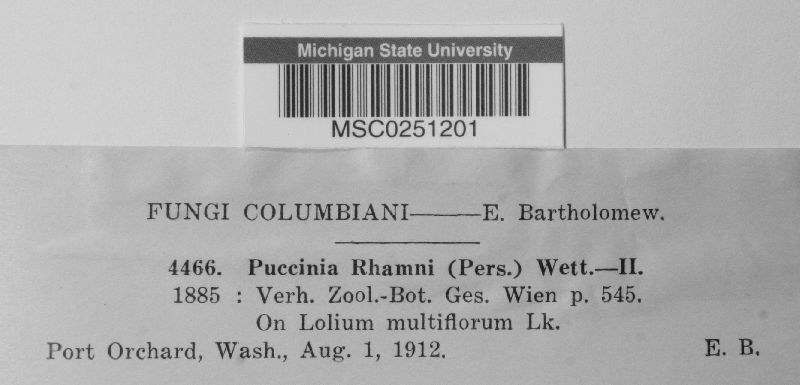 Michigan State University
MSC0251201
FUNGI COLUMBIANI——E. Bartholomew.
4466. Puccinia Rhamni (Pers.) Wett.—II.
1885 : Verh. Zool.-Bot. Ges. Wien p. 545.
On Lolium multiflorum Lk.
Port Orchard, Wash., Aug. 1, 1912. E. B.